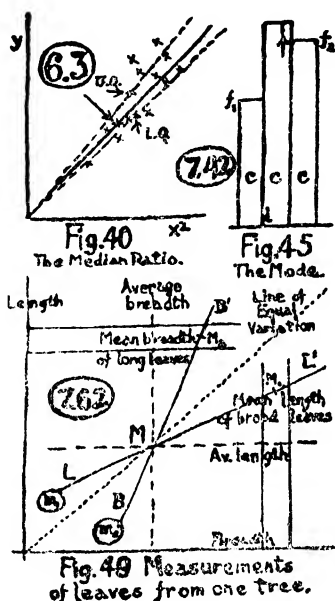 y
6.3
U.Q.
L.Q.
x²
Fig. 40
The Median Ratio.
f₁
f₂
7.42
c c c
l
Fig. 45
The Mode.
Length
Average
breadth
B'
Line of
Equal
Variation
Mean breadth
of long leaves
L'
7.62
Mean length
of broad leaves
M
Av. length
L
B
m₁
m₂
Breadth
Fig. 49 Measurements
of leaves from one tree.